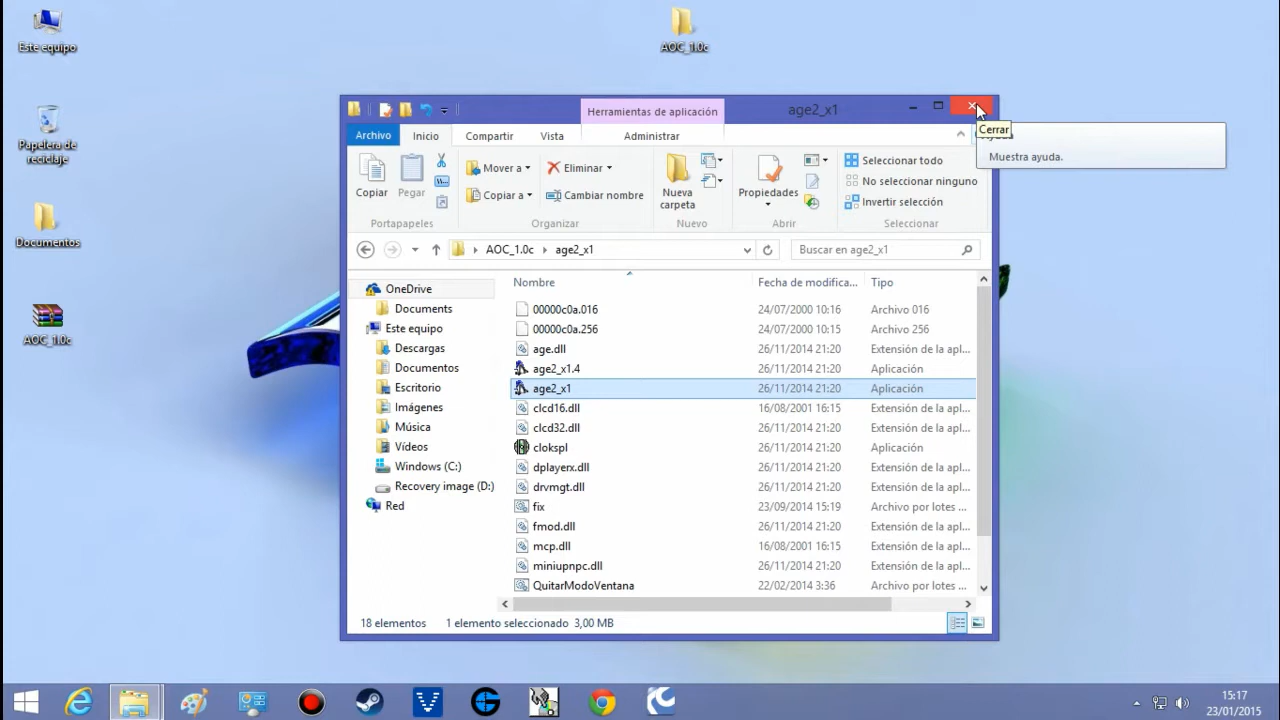 Este equipo
AOC_1.0c
Papelera de
reciclaje
Documentos
AOC_1.0c
Herramientas de aplicación
age2_x1
Cerrar
Muestra ayuda.
Archivo
Inicio
Compartir
Vista
Administrar
Copiar
Pegar
Mover a
Copiar a
Eliminar
Cambiar nombre
Nueva
carpeta
Propiedades
Seleccionar todo
No seleccionar ninguno
Invertir selección
Portapapeles
Organizar
Nuevo
Abrir
Seleccionar
AOC_1.0c
age2_x1
Buscar en age2_x1
OneDrive
Documents
Este equipo
Descargas
Documentos
Escritorio
Imágenes
Música
Vídeos
Windows (C:)
Recovery image (D:)
Red
Nombre Fecha de modifica... Tipo
00000c0a.016 24/07/2000 10:16 Archivo 016
00000c0a.256 24/07/2000 10:15 Archivo 256
age.dll 26/11/2014 21:20 Extensión de la apl...
age2_x1.4 26/11/2014 21:20 Aplicación
age2_x1 26/11/2014 21:20 Aplicación
clcd16.dll 16/08/2001 16:15 Extensión de la apl...
clcd32.dll 26/11/2014 21:20 Extensión de la apl...
clokspl 26/11/2014 21:20 Aplicación
dplayerx.dll 26/11/2014 21:20 Extensión de la apl...
drvmgt.dll 26/11/2014 21:20 Extensión de la apl...
fix 23/09/2014 15:19 Archivo por lotes ...
fmod.dll 26/11/2014 21:20 Extensión de la apl...
mcp.dll 16/08/2001 16:15 Extensión de la apl...
miniupnpc.dll 26/11/2014 21:20 Extensión de la apl...
QuitarModoVentana 22/02/2014 3:36 Archivo por lotes ...
18 elementos 1 elemento seleccionado 3,00 MB
15:17
23/01/2015